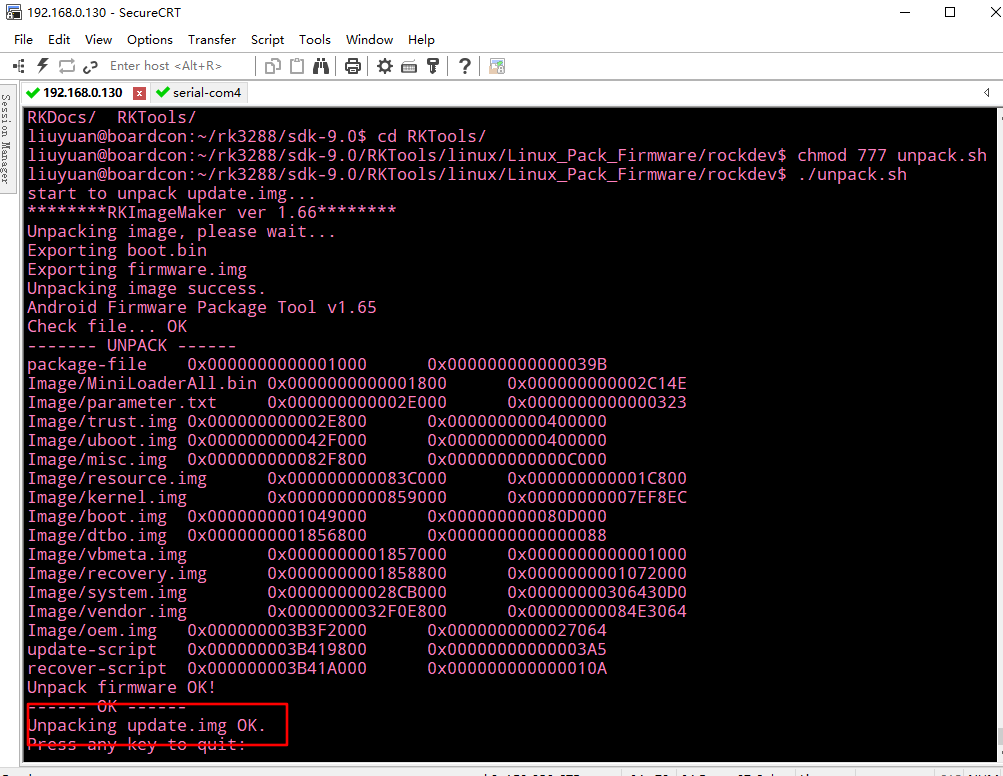 192.168.0.130 - SecureCRT
File Edit View Options Transfer Script Tools Window Help
Enter host <Alt+R>
192.168.0.130 serial-com4
Session Manager
RKDocs/  RKTools/
liuyuan@boardcon:~/rk3288/sdk-9.0$ cd RKTools/
liuyuan@boardcon:~/rk3288/sdk-9.0/RKTools/linux/Linux_Pack_Firmware/rockdev$ chmod 777 unpack.sh
liuyuan@boardcon:~/rk3288/sdk-9.0/RKTools/linux/Linux_Pack_Firmware/rockdev$ ./unpack.sh
start to unpack update.img...
********RKImageMaker ver 1.66********
Unpacking image, please wait...
Exporting boot.bin
Exporting firmware.img
Unpacking image success.
Android Firmware Package Tool v1.65
Check file... OK
------- UNPACK ------
package-file 0x0000000000001000 0x000000000000039B
Image/MiniLoaderAll.bin 0x0000000000001800 0x000000000002C14E
Image/parameter.txt 0x000000000002E000 0x0000000000000323
Image/trust.img 0x000000000002E800 0x0000000000400000
Image/uboot.img 0x000000000042F000 0x0000000000400000
Image/misc.img 0x000000000082F800 0x000000000000C000
Image/resource.img 0x000000000083C000 0x000000000001C800
Image/kernel.img 0x0000000000859000 0x00000000007EF8EC
Image/boot.img 0x0000000001049000 0x000000000080D000
Image/dtbo.img 0x0000000001856800 0x0000000000000088
Image/vbmeta.img 0x0000000001857000 0x0000000000001000
Image/recovery.img 0x0000000001858800 0x0000000001072000
Image/system.img 0x00000000028CB000 0x00000000306430D0
Image/vendor.img 0x0000000032F0E800 0x00000000084E3064
Image/oem.img 0x000000003B3F2000 0x0000000000027064
update-script 0x000000003B419800 0x00000000000003A5
recover-script 0x000000003B41A000 0x000000000000010A
Unpack firmware OK!
------ OK ------
Unpacking update.img OK.
Press any key to quit: